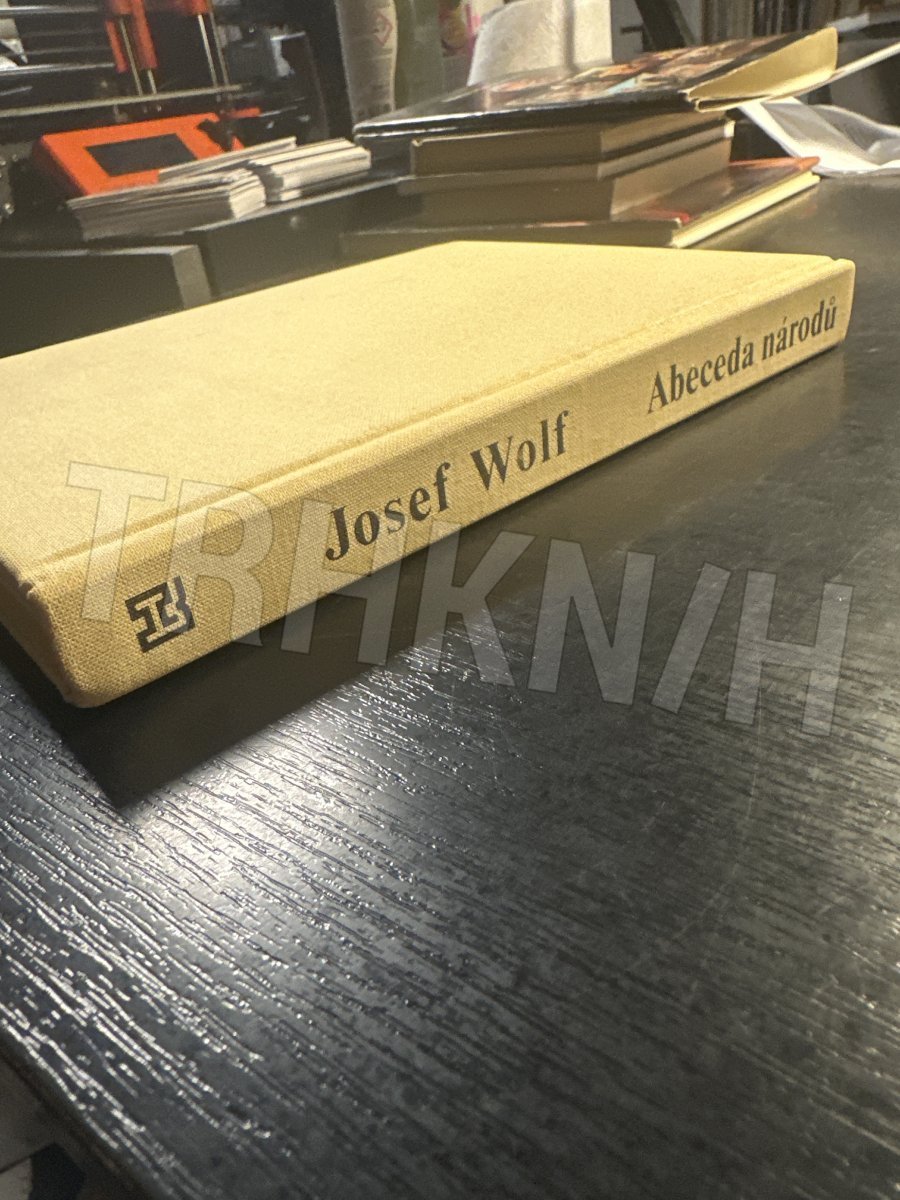 Josef Wolf Abeceda národů
TRHKNIH